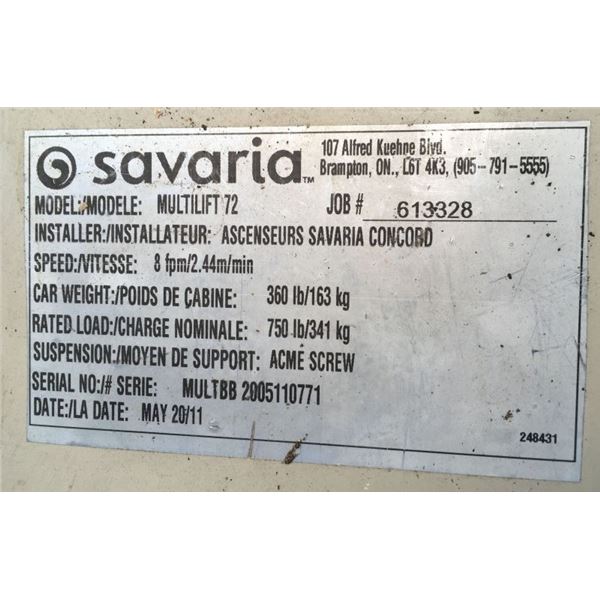 savaria™
107 Alfred Kuehne Blvd.
Brampton, ON., L6T 4K3, (905-791-5555)
MODEL:/MODELE: MULTILIFT 72 JOB # 613328
INSTALLER:/INSTALLATEUR: ASCENSEURS SAVARIA CONCORD
SPEED:/VITESSE: 8 fpm/2.44m/min
CAR WEIGHT:/POIDS DE CABINE: 360 lb/163 kg
RATED LOAD:/CHARGE NOMINALE: 750 lb/341 kg
SUSPENSION:/MOYEN DE SUPPORT: ACME SCREW
SERIAL NO:/# SERIE: MULTBB 2005110771
DATE:/LA DATE: MAY 20/11
248431